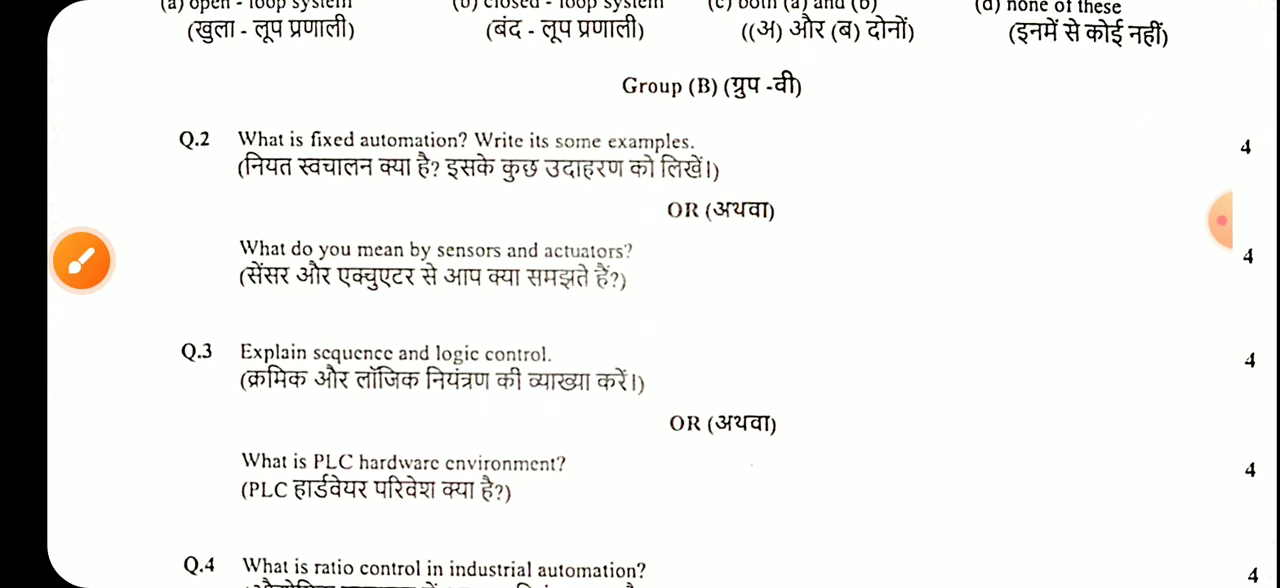 (a) open - loop system (b) closed - loop system (c) both (a) and (b) (d) none of these
(खुला - लूप प्रणाली) (बंद - लूप प्रणाली) ((अ) और (ब) दोनों) (इनमें से कोई नहीं)
Group (B) (ग्रुप -वी)
Q.2 What is fixed automation? Write its some examples. 4
(नियत स्वचालन क्या है? इसके कुछ उदाहरण को लिखें।)
OR (अथवा)
What do you mean by sensors and actuators? 4
(सेंसर और एक्चुएटर से आप क्या समझते हैं?)
Q.3 Explain sequence and logic control. 4
(क्रमिक और लॉजिक नियंत्रण की व्याख्या करें।)
OR (अथवा)
What is PLC hardware environment? 4
(PLC हार्डवेयर परिवेश क्या है?)
Q.4 What is ratio control in industrial automation? 4